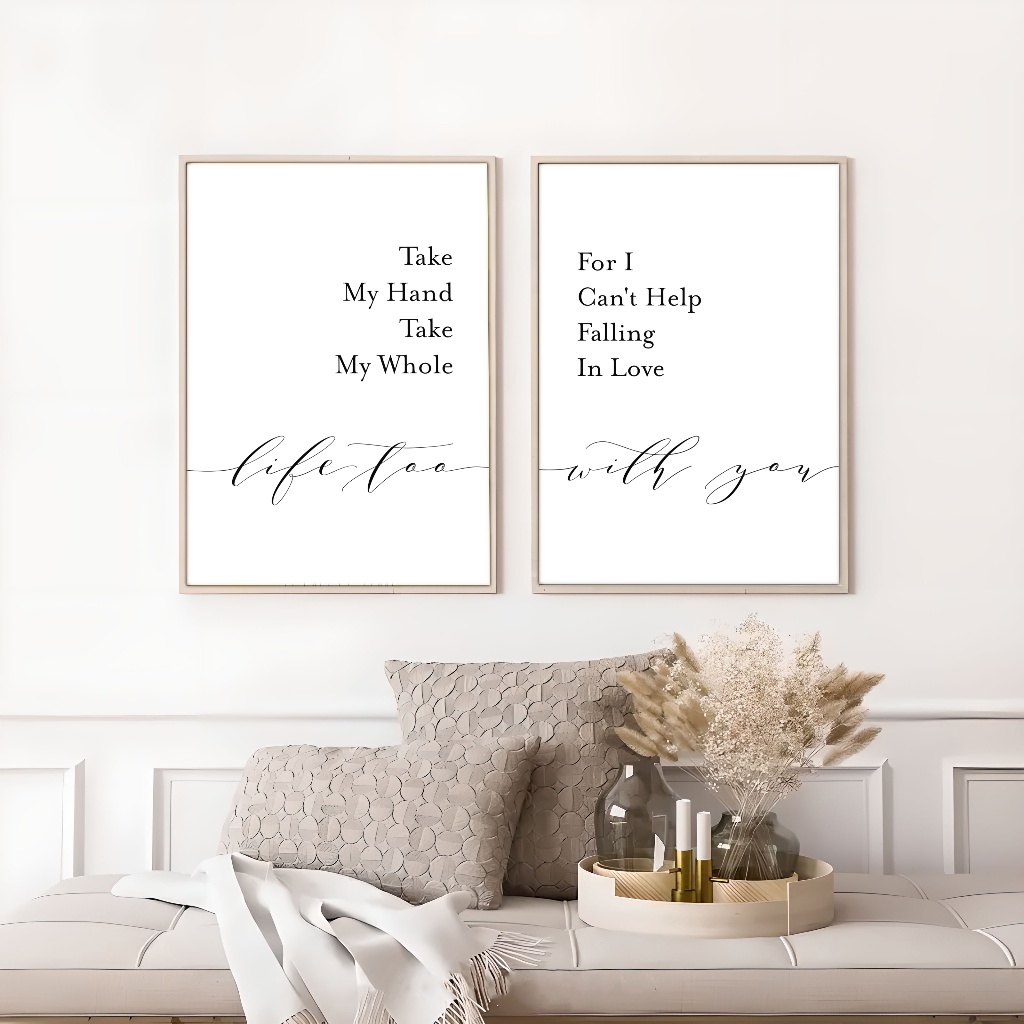 Take
My Hand
Take
My Whole
life too
For I
Can't Help
Falling
In Love
with you